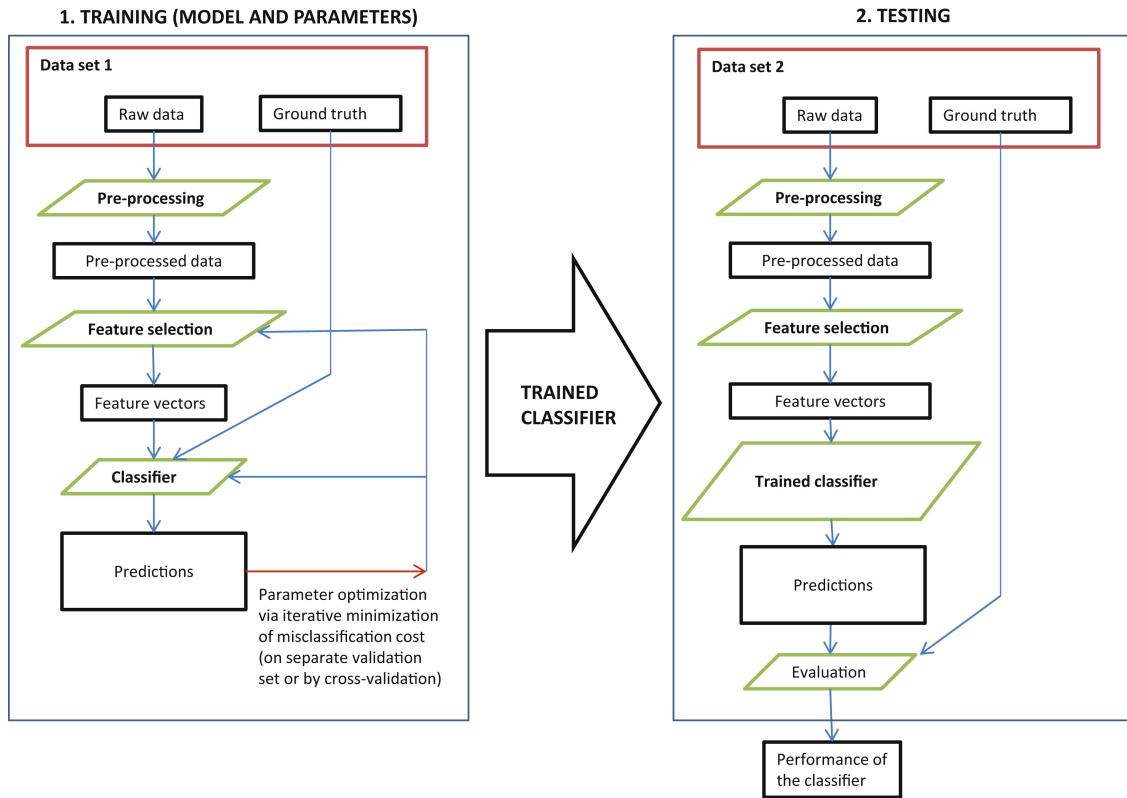 1. TRAINING (MODEL AND PARAMETERS)
Data set 1
Raw data
Ground truth
Pre-processing
Pre-processed data
Feature selection
Feature vectors
Classifier
Predictions
Parameter optimization
via iterative minimization
of misclassification cost
(on separate validation
set or by cross-validation)
TRAINED
CLASSIFIER
2. TESTING
Data set 2
Raw data
Ground truth
Pre-processing
Pre-processed data
Feature selection
Feature vectors
Trained classifier
Predictions
Evaluation
Performance of
the classifier